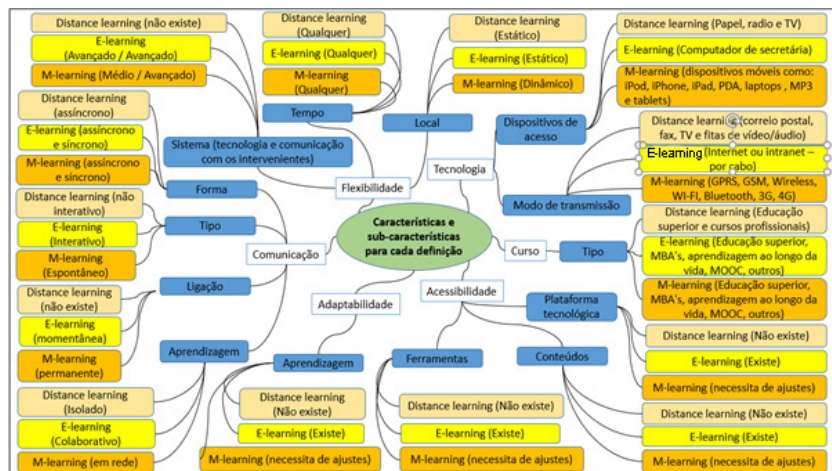 Distance learning (não existe)
E-learning
(Avançado / Avançado)
M-learning (Médio / Avançado)
Sistema (tecnologia e comunicação
com os intervenientes)
Distance learning
(Qualquer)
E-learning (Qualquer)
M-learning
(Qualquer)
Tempo
Distance learning
(Estático)
E-learning (Estático)
M-learning (Dinâmico)
Local
Flexibilidade
Distance learning (Papel, radio e TV)
E-learning (Computador de secretária)
M-learning (dispositivos móveis como:
iPod, iPhone, iPad, PDA, laptops , MP3
e tablets)
Dispositivos de
acesso
Tecnologia
Distance learning (correio postal,
fax, TV e fitas de vídeo/áudio)
E-learning (Internet ou intranet –
por cabo)
M-learning (GPRS, GSM, Wireless,
WI-FI, Bluetooth, 3G, 4G)
Modo de transmissão
Distance learning
(assíncrono)
E-learning
(assíncrono e síncrono)
M-learning (assíncrono
e síncrono)
Forma
Distance learning (não
interativo)
E-learning
(Interativo)
M-learning
(Espontâneo)
Tipo
Comunicação
Distance learning
(não existe)
E-learning
(momentânea)
M-learning
(permanente)
Ligação
Distance learning
(Isolado)
E-learning
(Colaborativo)
M-learning (em rede)
Aprendizagem
Características e
sub-características
para cada definição
Curso
Tipo
Distance learning (Educação
superior e cursos profissionais)
E-learning (Educação superior,
MBA's, aprendizagem ao longo da
vida, MOOC, outros)
M-learning (Educação superior,
MBA's, aprendizagem ao longo da
vida, MOOC, outros)
Adaptabilidade
Aprendizagem
Distance learning
(Não existe)
E-learning (Existe)
M-learning (necessita de ajustes)
Acessibilidade
Ferramentas
Distance learning (Não existe)
E-learning (Existe)
M-learning (necessita de ajustes)
Plataforma
tecnológica
Distance learning (Não existe)
E-learning (Existe)
M-learning (necessita de ajustes)
Conteúdos
Distance learning (Não existe)
E-learning (Existe)
M-learning (necessita de ajustes)